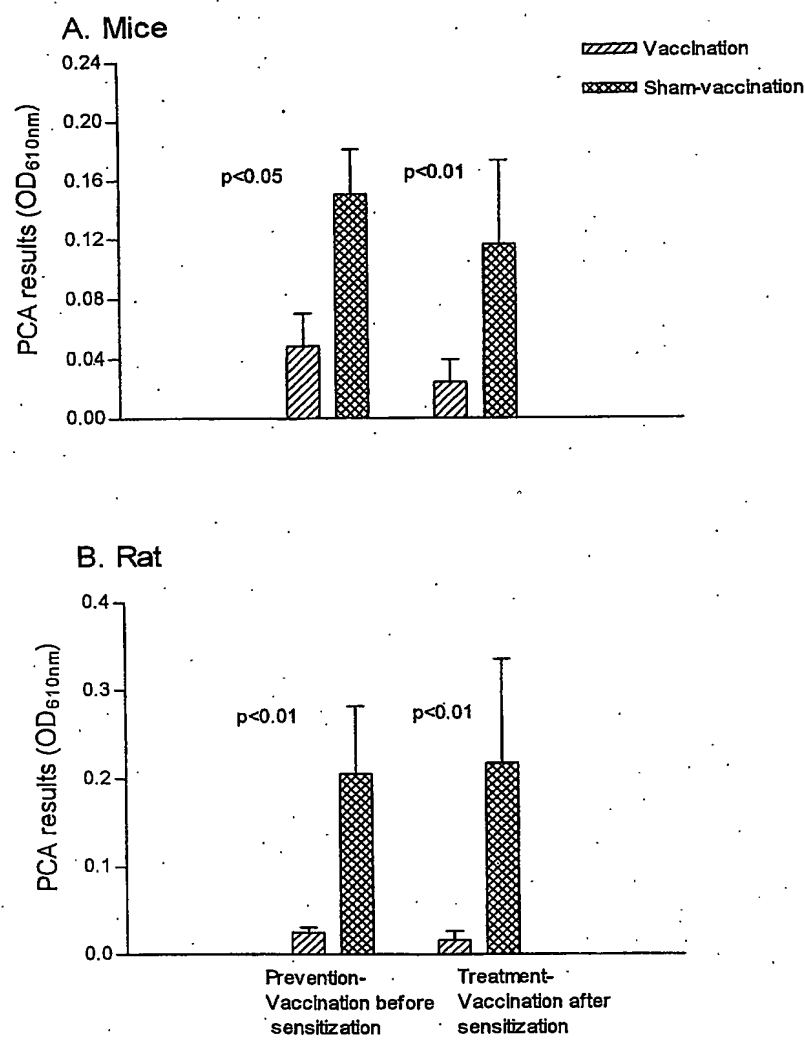 A. Mice
Vaccination
Sham-vaccination
PCA results (OD610nm)
0.24
0.20
0.16
0.12
0.08
0.04
0.00
p<0.05
p<0.01
B. Rat
PCA results (OD610nm)
0.4
0.3
0.2
0.1
0.0
p<0.01
p<0.01
Prevention-
Vaccination before
sensitization
Treatment-
Vaccination after
sensitization